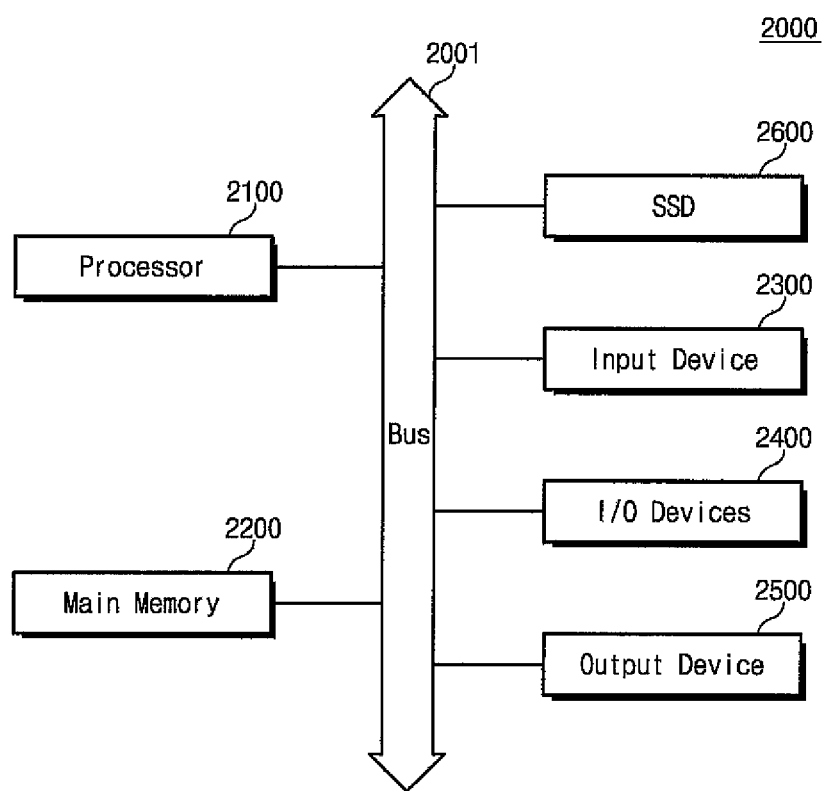 2000
2001
2600
SSD
2100
Processor
2300
Input Device
Bus
2400
I/O Devices
2200
Main Memory
2500
Output Device